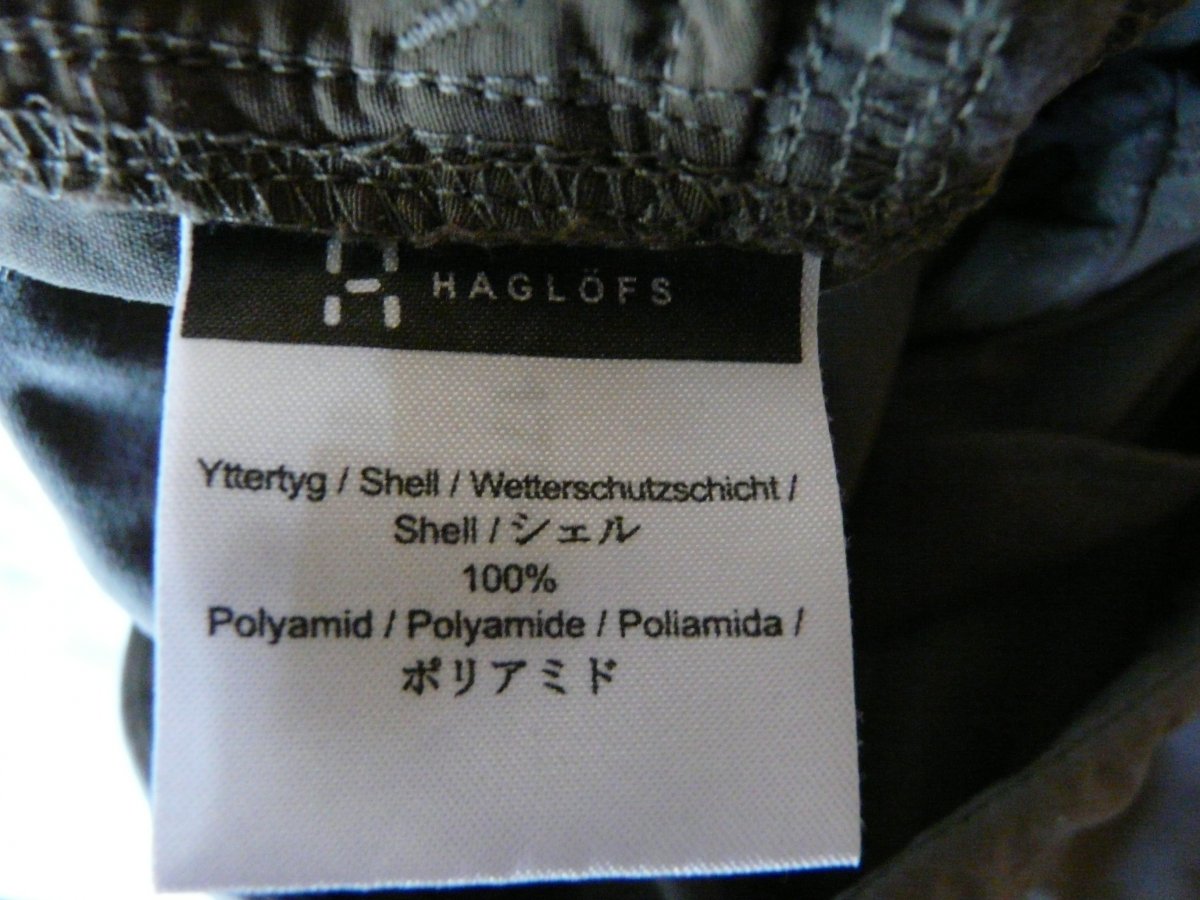 HAGLÖFS
Yttertyg / Shell / Wetterschutzschicht /
Shell / シェル
100%
Polyamid / Polyamide / Poliamida /
ポリアミド